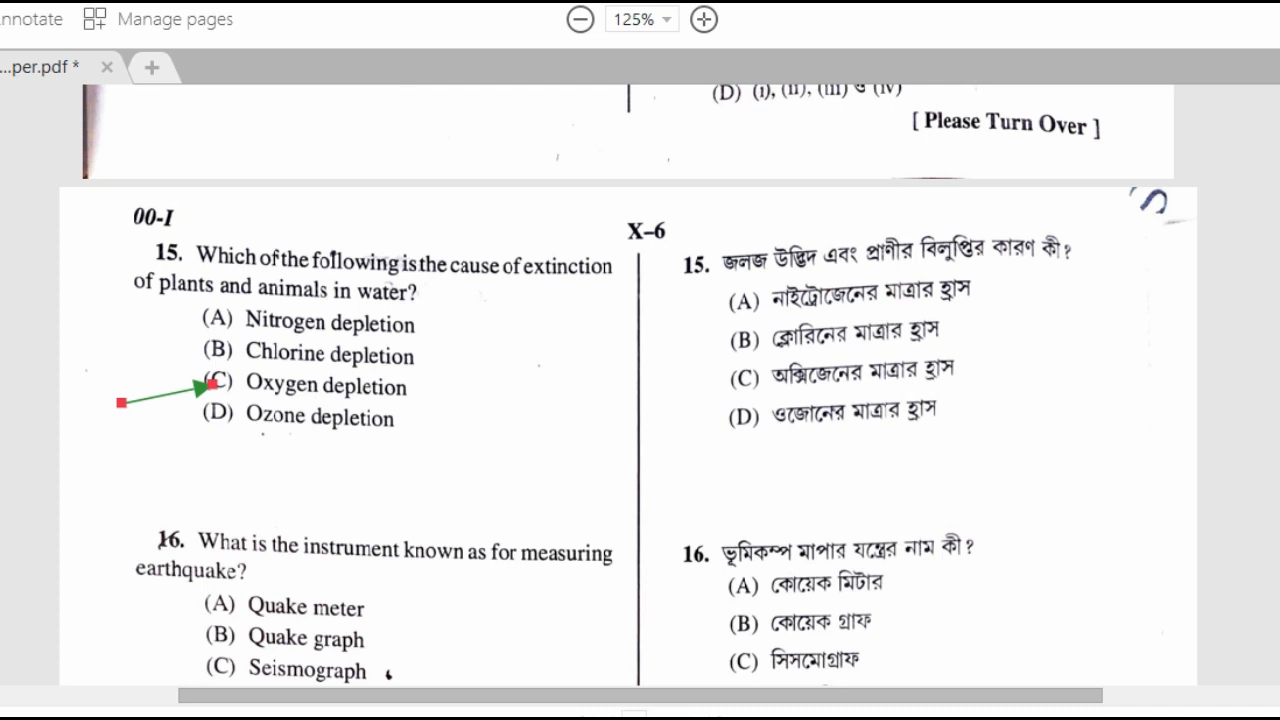 nnotate Manage pages 125%
...per.pdf *
(D) (i), (ii), (iii) ও (iv)
[ Please Turn Over ]
00-I
X–6
15. Which of the following is the cause of extinction
of plants and animals in water?
(A) Nitrogen depletion
(B) Chlorine depletion
(C) Oxygen depletion
(D) Ozone depletion
16. What is the instrument known as for measuring
earthquake?
(A) Quake meter
(B) Quake graph
(C) Seismograph
15. জলজ উদ্ভিদ এবং প্রাণীর বিলুপ্তির কারণ কী?
(A) নাইট্রোজেনের মাত্রার হ্রাস
(B) ক্লোরিনের মাত্রার হ্রাস
(C) অক্সিজেনের মাত্রার হ্রাস
(D) ওজোনের মাত্রার হ্রাস
16. ভূমিকম্প মাপার যন্ত্রের নাম কী?
(A) কোয়েক মিটার
(B) কোয়েক গ্রাফ
(C) সিসমোগ্রাফ